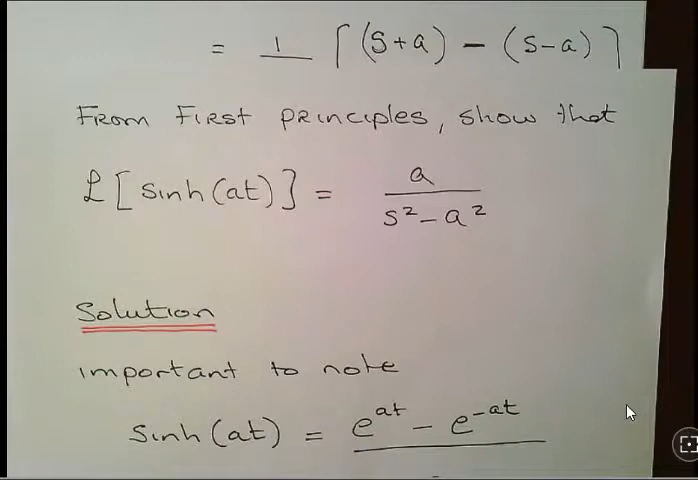 = 1 [(s+a) - (s-a)]
From First principles, show that
ℒ[sinh(at)] = a / s² - a²
Solution
important to note
sinh(at) = e^at - e^-at